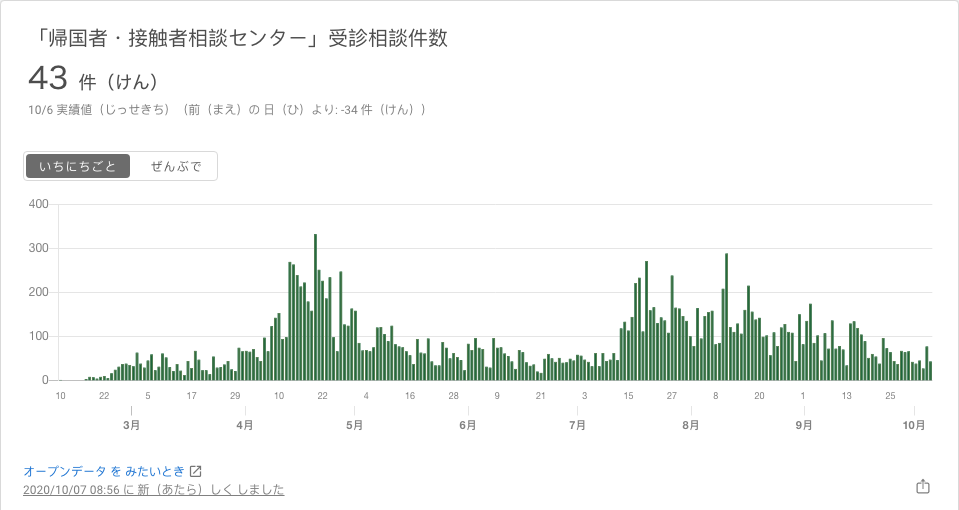 「帰国者・接触者相談センター」受診相談件数
43 件（けん）
10/6 実績値（じっせきち）（前（まえ）の 日（ひ）より: -34 件（けん））
いちにちごと ぜんぶで
400
300
200
100
0
10 22 5 17 29 10 22 4 16 28 9 21 3 15 27 8 20 1 13 25
3月 4月 5月 6月 7月 8月 9月 10月
オープンデータ を みたいとき
2020/10/07 08:56 に 新（あたら）しく しました